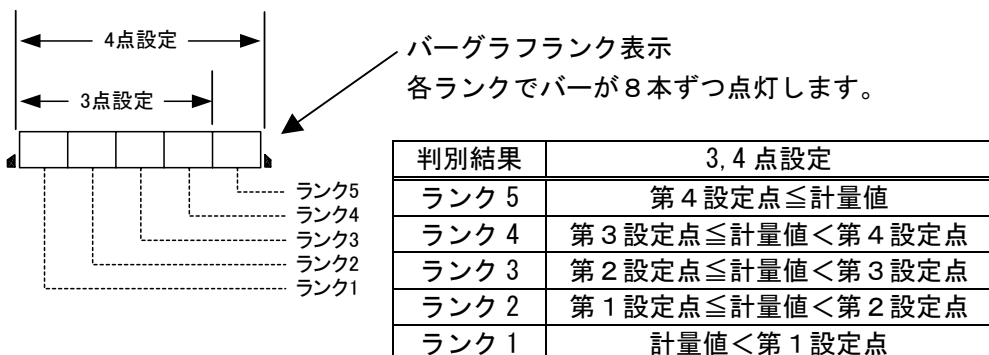 4点設定
3点設定
バーグラフランク表示
各ランクでバーが８本ずつ点灯します。
ランク5
ランク4
ランク3
ランク2
ランク1
判別結果 3,4点設定
ランク５ 第４設定点≦計量値
ランク４ 第３設定点≦計量値＜第４設定点
ランク３ 第２設定点≦計量値＜第３設定点
ランク２ 第１設定点≦計量値＜第２設定点
ランク１ 計量値＜第１設定点